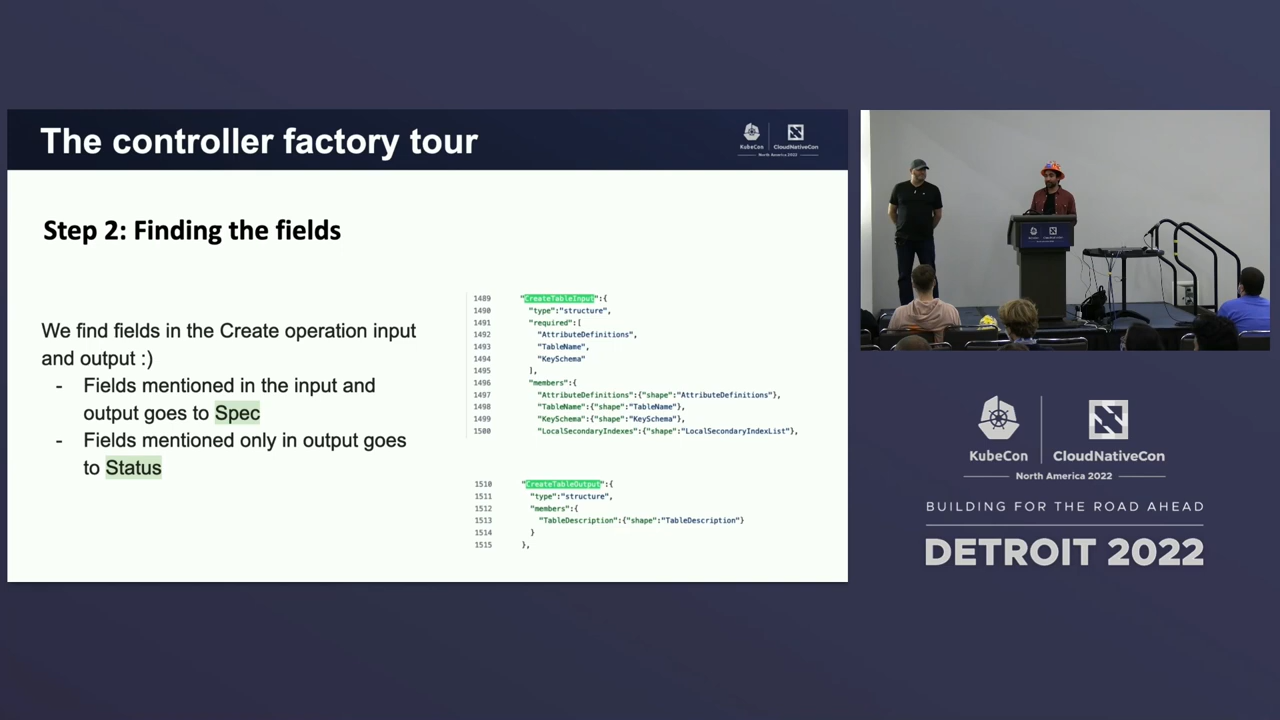 The controller factory tour
KubeCon
CloudNativeCon
North America 2022
Step 2: Finding the fields
We find fields in the Create operation input
and output :)
- Fields mentioned in the input and
output goes to Spec
- Fields mentioned only in output goes
to Status
1489 "CreateTableInput":{
1490 "type":"structure",
1491 "required":[
1492 "AttributeDefinitions",
1493 "TableName",
1494 "KeySchema"
1495 ],
1496 "members":{
1497 "AttributeDefinitions":{"shape":"AttributeDefinitions"},
1498 "TableName":{"shape":"TableName"},
1499 "KeySchema":{"shape":"KeySchema"},
1500 "LocalSecondaryIndexes":{"shape":"LocalSecondaryIndexList"},
1510 "CreateTableOutput":{
1511 "type":"structure",
1512 "members":{
1513 "TableDescription":{"shape":"TableDescription"}
1514 }
1515 },
KubeCon
CloudNativeCon
North America 2022
BUILDING FOR THE ROAD AHEAD
DETROIT 2022